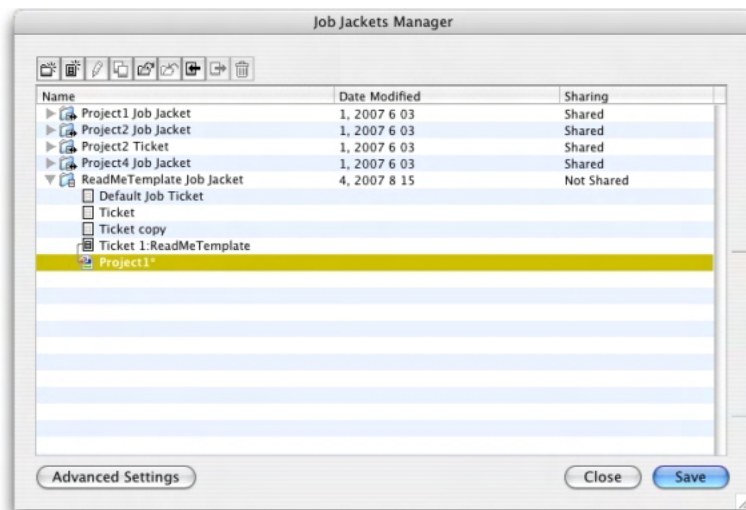 Job Jackets Manager
Name Date Modified Sharing
Project1 Job Jacket 1, 2007 6 03 Shared
Project2 Job Jacket 1, 2007 6 03 Shared
Project2 Ticket 1, 2007 6 03 Shared
Project4 Job Jacket 1, 2007 6 03 Shared
ReadMeTemplate Job Jacket 4, 2007 8 15 Not Shared
Default Job Ticket
Ticket
Ticket copy
Ticket 1:ReadMeTemplate
Project1*
Advanced Settings Close Save